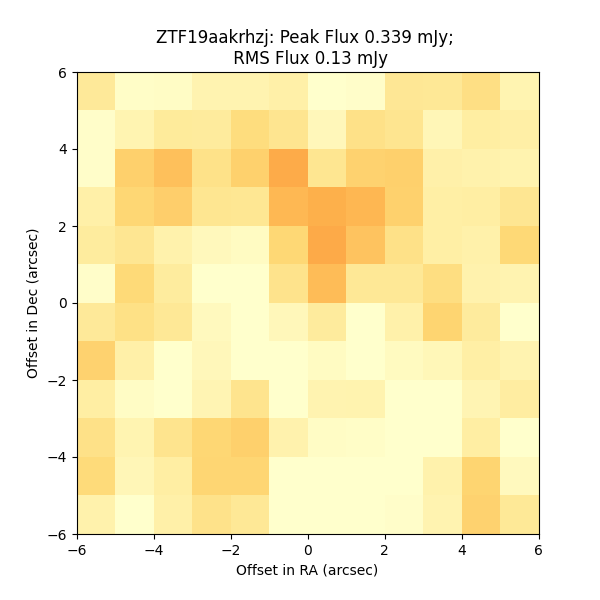 ZTF19aakrhzj: Peak Flux 0.339 mJy;
RMS Flux 0.13 mJy
6
4
2
0
−2
−4
−6
Offset in Dec (arcsec)
−6 −4 −2 0 2 4 6
Offset in RA (arcsec)